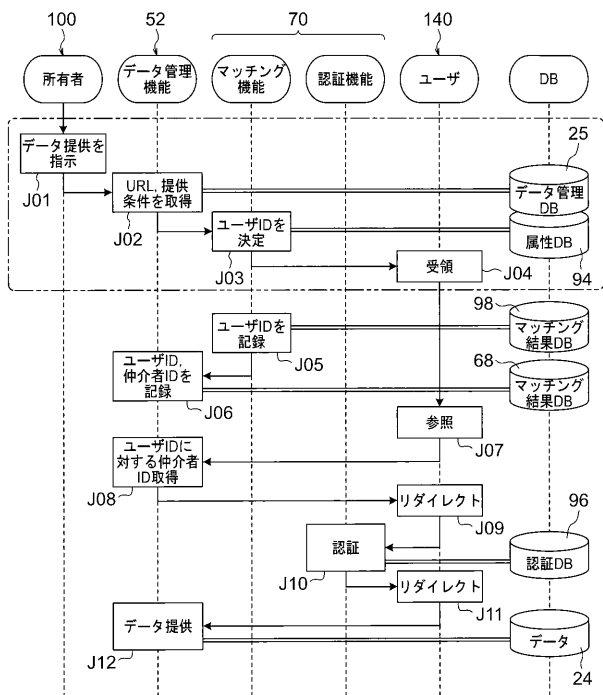 100
52
70
140
所有者
データ管理
機能
マッチング
機能
認証機能
ユーザ
DB
データ提供を
指示
J01
URL, 提供
条件を取得
J02
25
データ管理
DB
ユーザIDを
決定
J03
属性DB
94
受領
J04
ユーザIDを
記録
J05
98
マッチング
結果DB
ユーザID,
仲介者IDを
記録
J06
68
マッチング
結果DB
参照
J07
ユーザIDに
対する仲介者
ID取得
J08
リダイレクト
J09
認証
J10
96
認証DB
リダイレクト
J11
データ提供
J12
データ
24